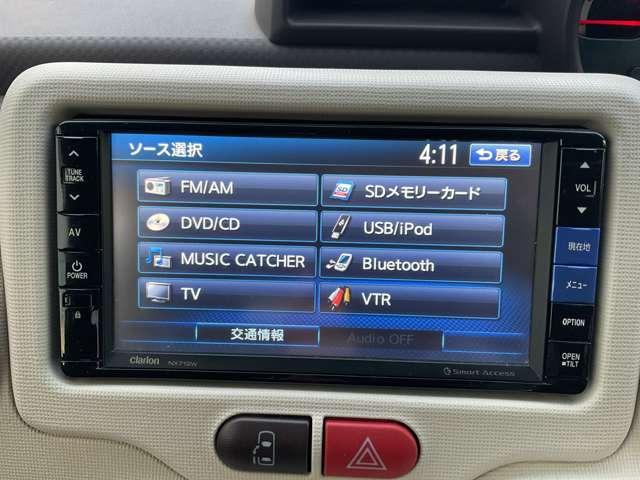 ソース選択
4:11
戻る
FM/AM
SDメモリーカード
DVD/CD
USB/iPod
MUSIC CATCHER
Bluetooth
TV
VTR
交通情報
Audio OFF
TUNE
TRACK
AV
POWER
VOL
現在地
メニュー
OPTION
OPEN
TILT
clarion
NX712W
Smart Access